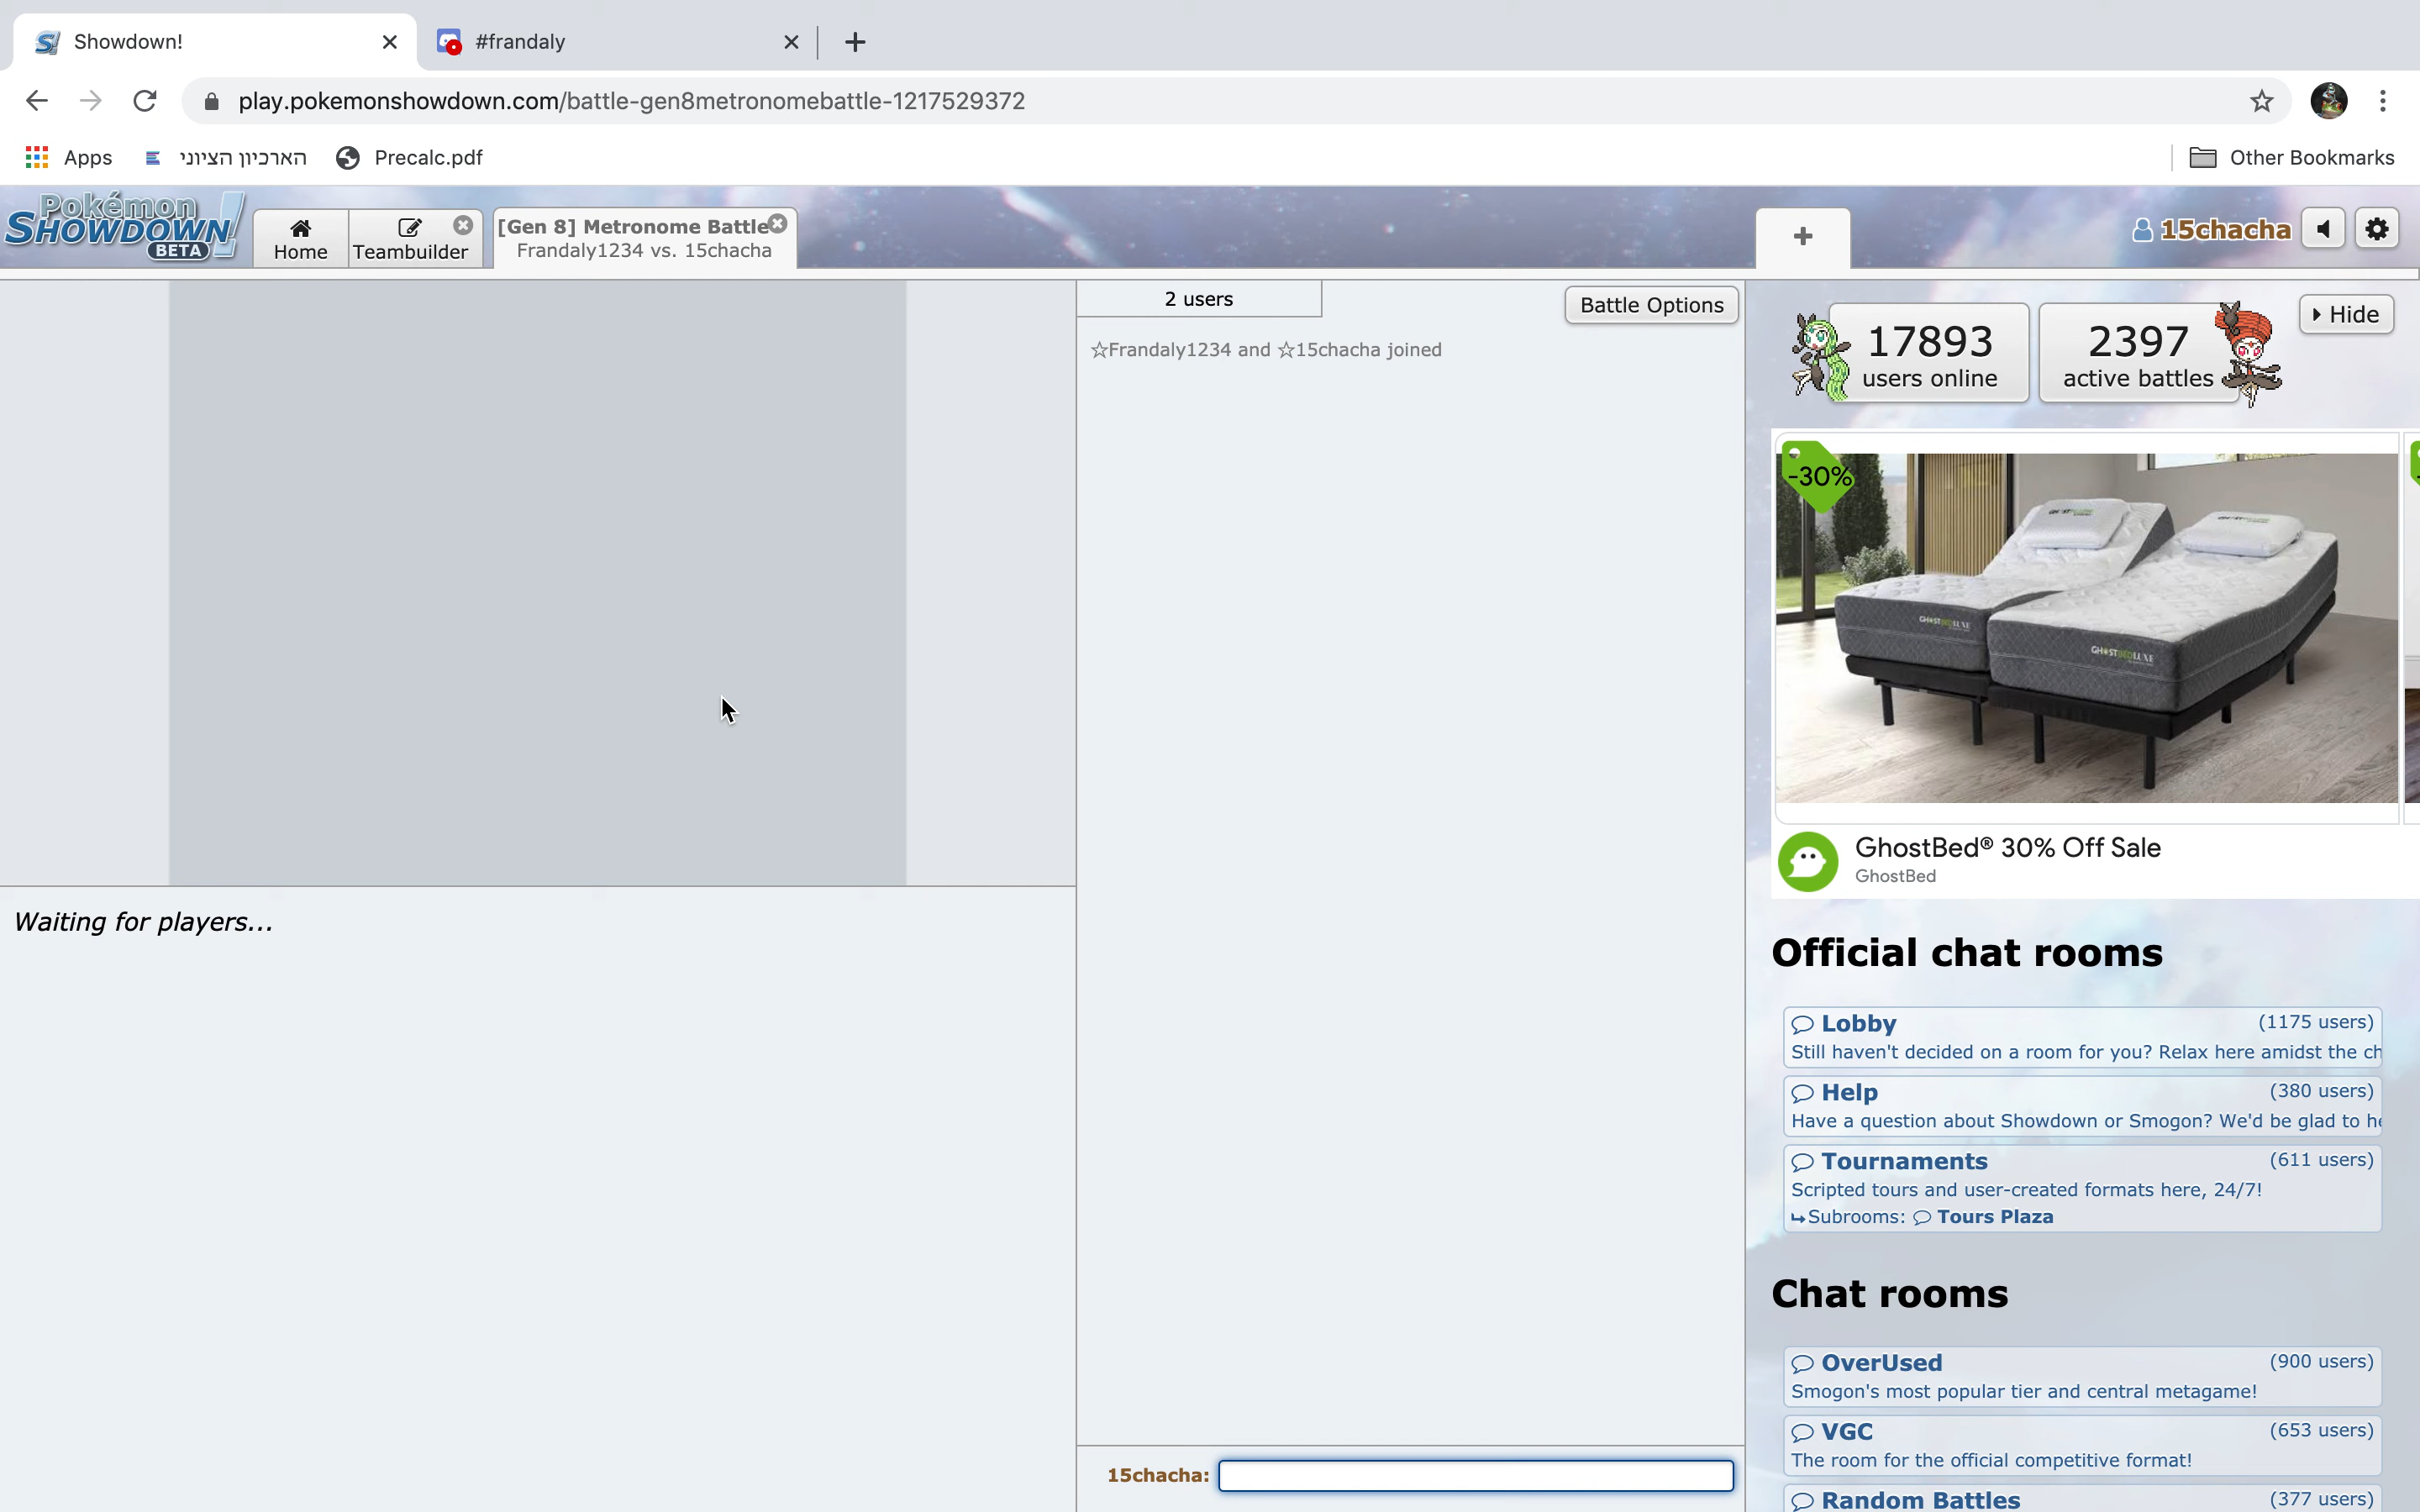 Showdown!
#frandaly
play.pokemonshowdown.com/battle-gen8metronomebattle-1217529372
Apps
הארכיון הציוני
Precalc.pdf
Other Bookmarks
Pokémon
SHOWDOWN!
BETA
Home
Teambuilder
[Gen 8] Metronome Battle
Frandaly1234 vs. 15chacha
+
15chacha
2 users
Battle Options
☆Frandaly1234 and ☆15chacha joined
17893
users online
2397
active battles
Hide
-30%
GHOSTBEDLUXE
GHOSTBEDLUXE
GhostBed® 30% Off Sale
GhostBed
Waiting for players...
Official chat rooms
Lobby (1175 users)
Still haven't decided on a room for you? Relax here amidst the ch
Help (380 users)
Have a question about Showdown or Smogon? We'd be glad to he
Tournaments (611 users)
Scripted tours and user-created formats here, 24/7!
↳Subrooms: Tours Plaza
Chat rooms
OverUsed (900 users)
Smogon's most popular tier and central metagame!
VGC (653 users)
The room for the official competitive format!
Random Battles (377 users)
15chacha: